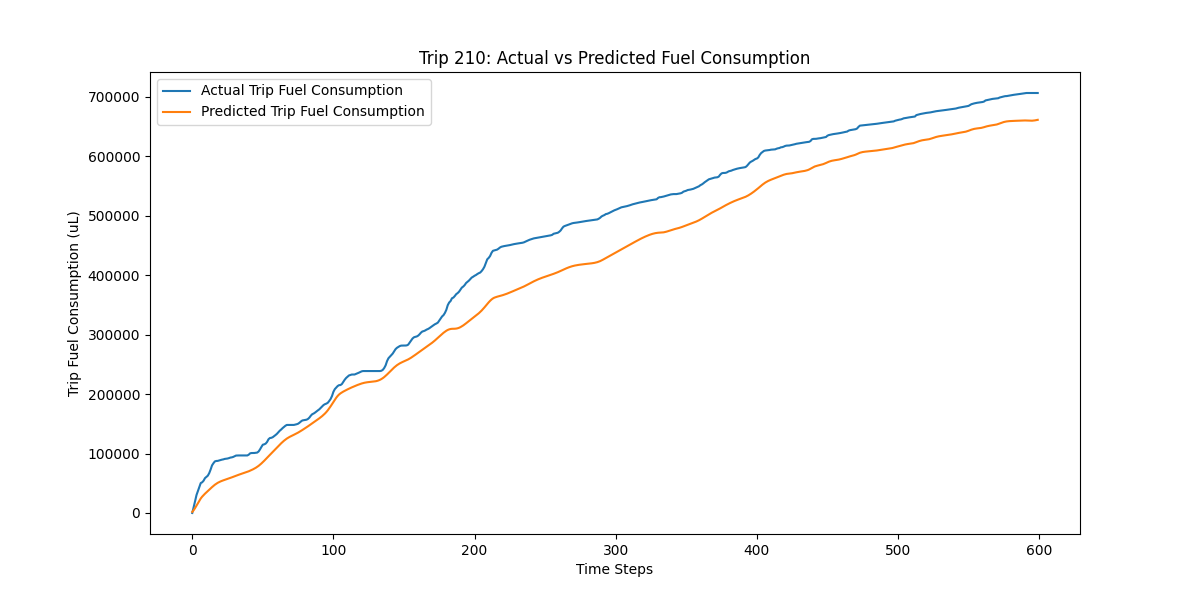 Trip 210: Actual vs Predicted Fuel Consumption
Actual Trip Fuel Consumption
Predicted Trip Fuel Consumption
Trip Fuel Consumption (uL)
700000
600000
500000
400000
300000
200000
100000
0
0 100 200 300 400 500 600
Time Steps